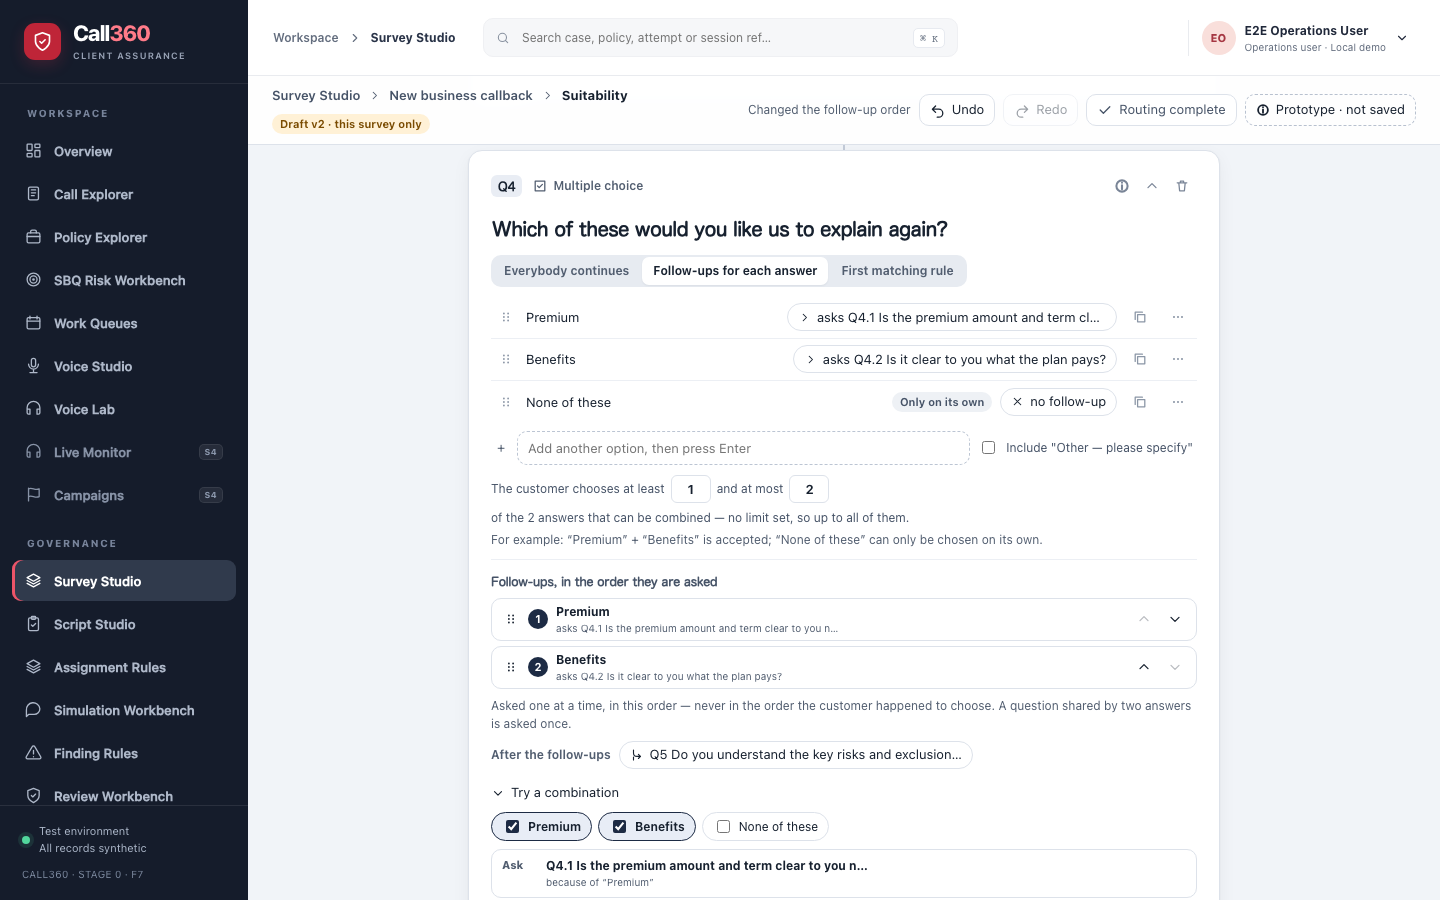 Call360
CLIENT ASSURANCE
Workspace > Survey Studio
Search case, policy, attempt or session ref...
⌘ K
EO
E2E Operations User
Operations user · Local demo
WORKSPACE
Overview
Call Explorer
Policy Explorer
SBQ Risk Workbench
Work Queues
Voice Studio
Voice Lab
Live Monitor S4
Campaigns S4
GOVERNANCE
Survey Studio
Script Studio
Assignment Rules
Simulation Workbench
Finding Rules
Review Workbench
Test environment
All records synthetic
CALL360 · STAGE 0 · F7
Survey Studio > New business callback > Suitability
Draft v2 · this survey only
Changed the follow-up order
Undo
Redo
Routing complete
Prototype · not saved
Q4 Multiple choice
Which of these would you like us to explain again?
Everybody continues Follow-ups for each answer First matching rule
Premium asks Q4.1 Is the premium amount and term cl...
Benefits asks Q4.2 Is it clear to you what the plan pays?
None of these Only on its own no follow-up
+ Add another option, then press Enter Include "Other — please specify"
The customer chooses at least 1 and at most 2
of the 2 answers that can be combined — no limit set, so up to all of them.
For example: “Premium” + “Benefits” is accepted; “None of these” can only be chosen on its own.
Follow-ups, in the order they are asked
1 Premium
asks Q4.1 Is the premium amount and term clear to you n...
2 Benefits
asks Q4.2 Is it clear to you what the plan pays?
Asked one at a time, in this order — never in the order the customer happened to choose. A question shared by two answers
is asked once.
After the follow-ups Q5 Do you understand the key risks and exclusion...
Try a combination
Premium Benefits None of these
Ask Q4.1 Is the premium amount and term clear to you n...
because of “Premium”